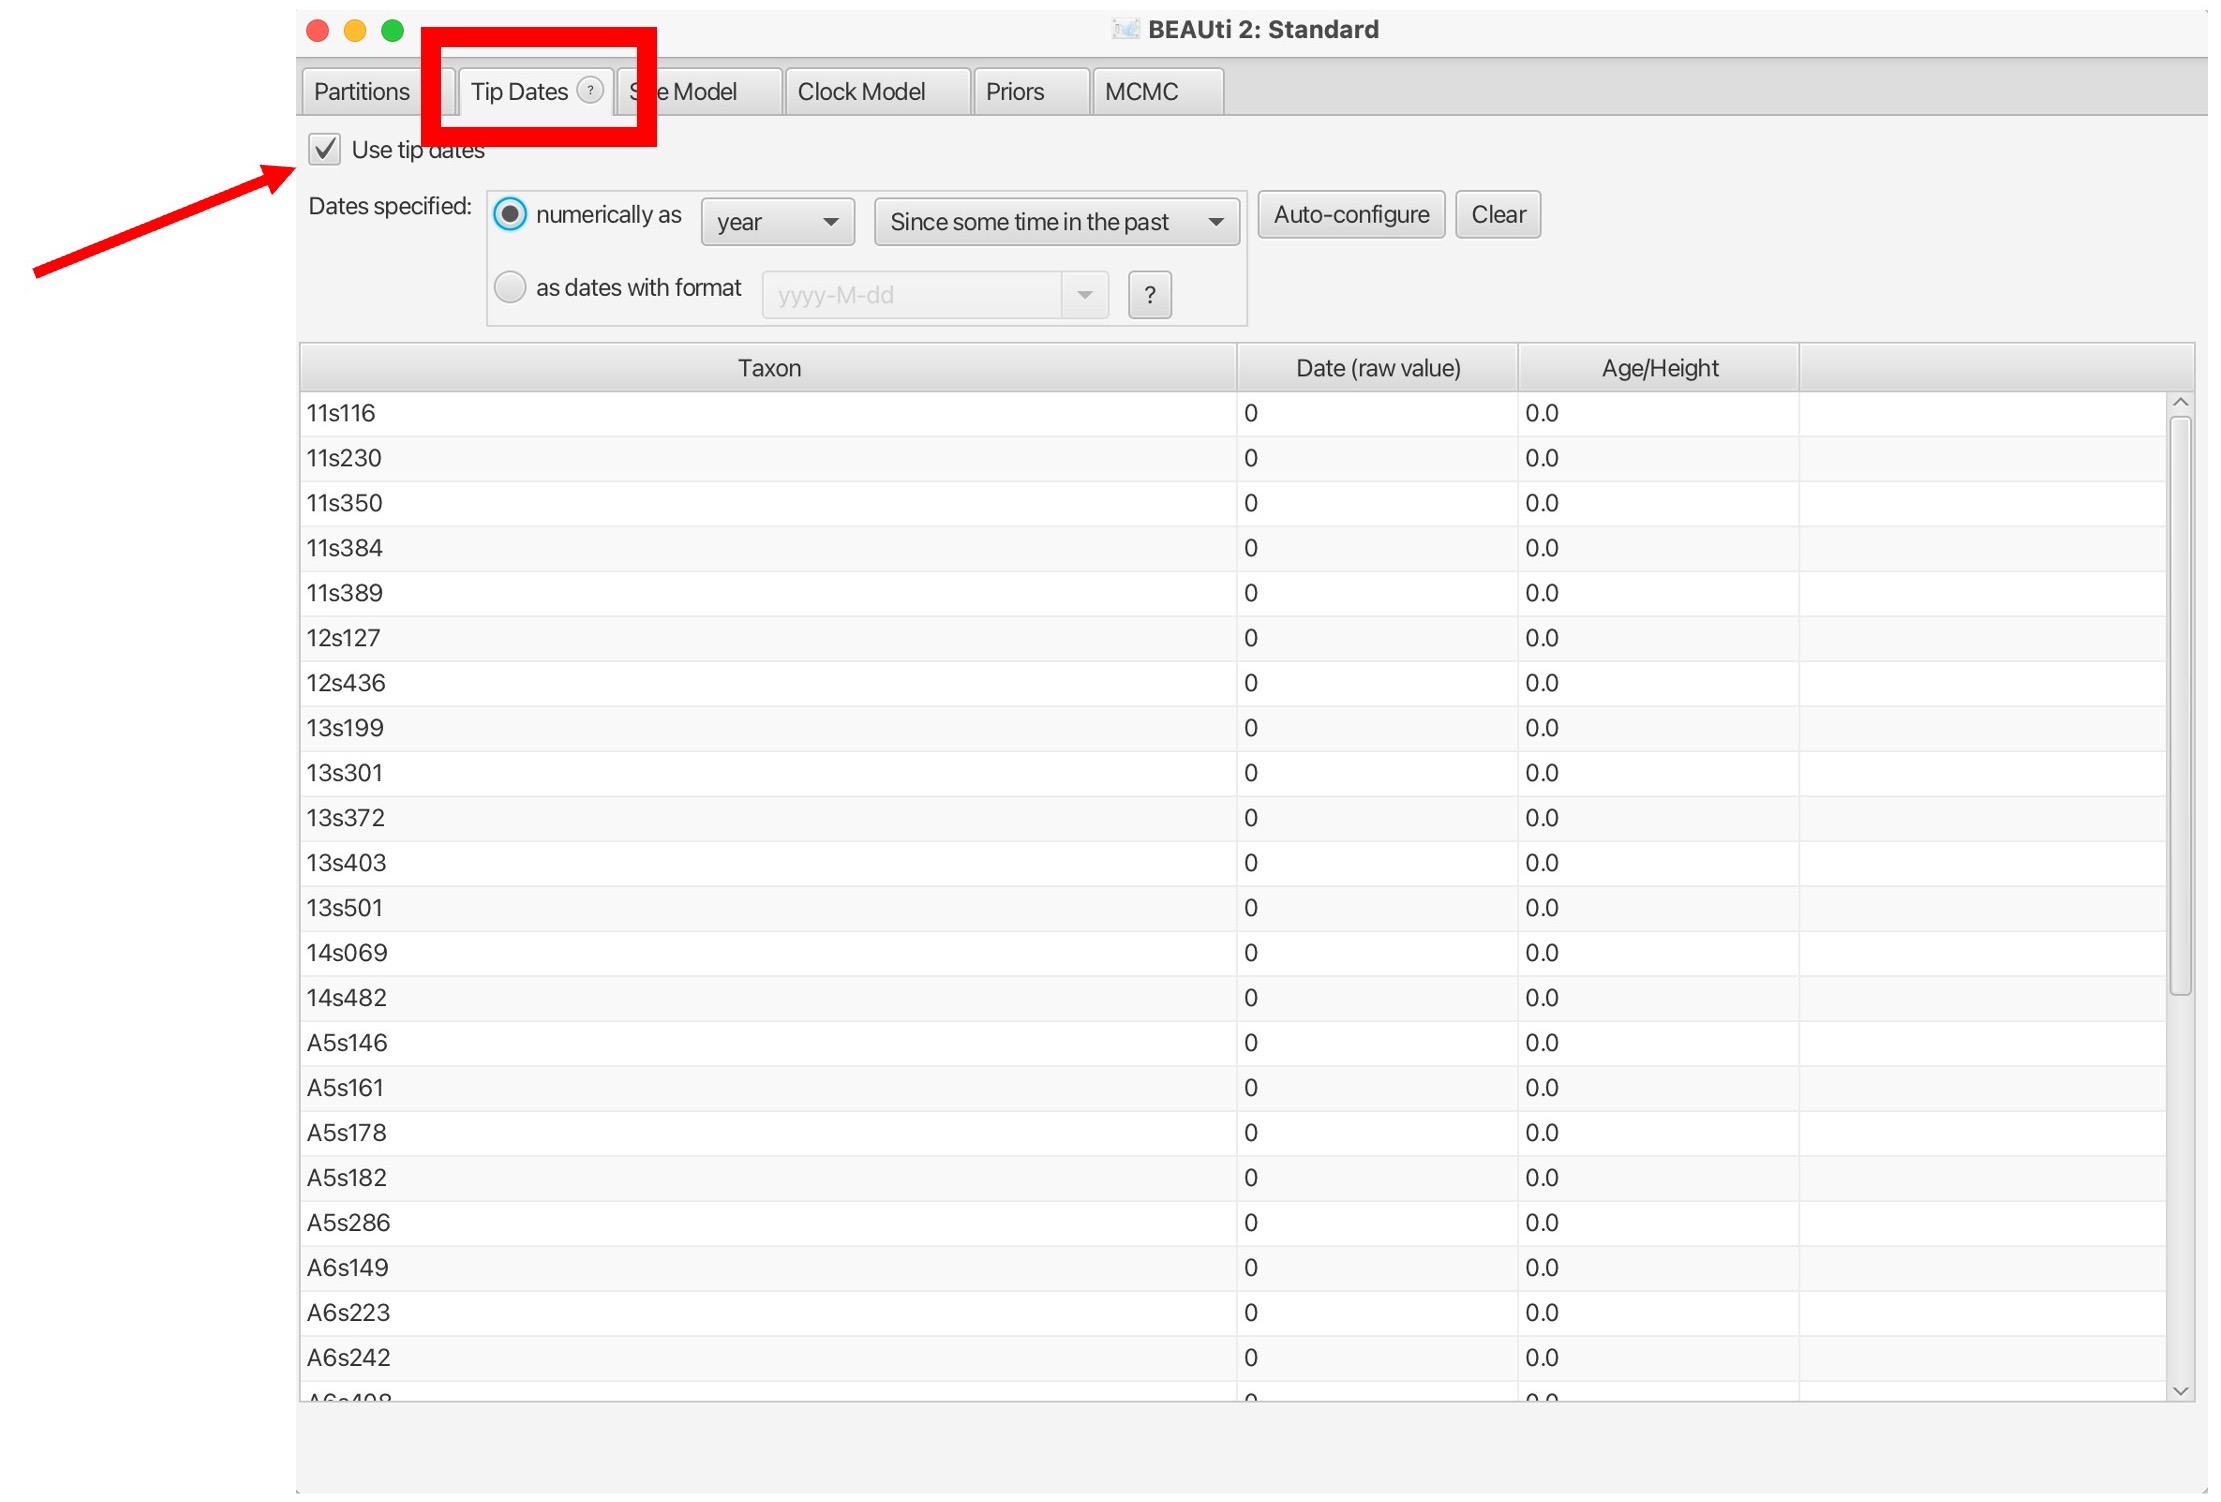 BEAUti 2: Standard
Partitions Tip Dates ? Model Clock Model Priors MCMC
Use tip dates
Dates specified: numerically as year Since some time in the past Auto-configure Clear
as dates with format yyyy-M-dd ?
Taxon Date (raw value) Age/Height
11s116 0 0.0
11s230 0 0.0
11s350 0 0.0
11s384 0 0.0
11s389 0 0.0
12s127 0 0.0
12s436 0 0.0
13s199 0 0.0
13s301 0 0.0
13s372 0 0.0
13s403 0 0.0
13s501 0 0.0
14s069 0 0.0
14s482 0 0.0
A5s146 0 0.0
A5s161 0 0.0
A5s178 0 0.0
A5s182 0 0.0
A5s286 0 0.0
A6s149 0 0.0
A6s223 0 0.0
A6s242 0 0.0